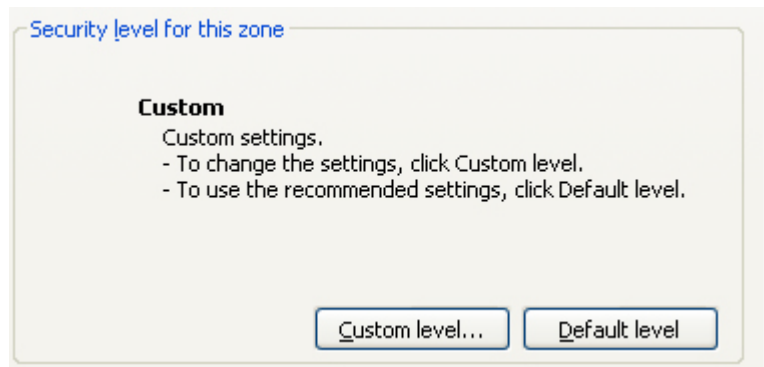 Security level for this zone
Custom
Custom settings.
- To change the settings, click Custom level.
- To use the recommended settings, click Default level.
Custom level... Default level